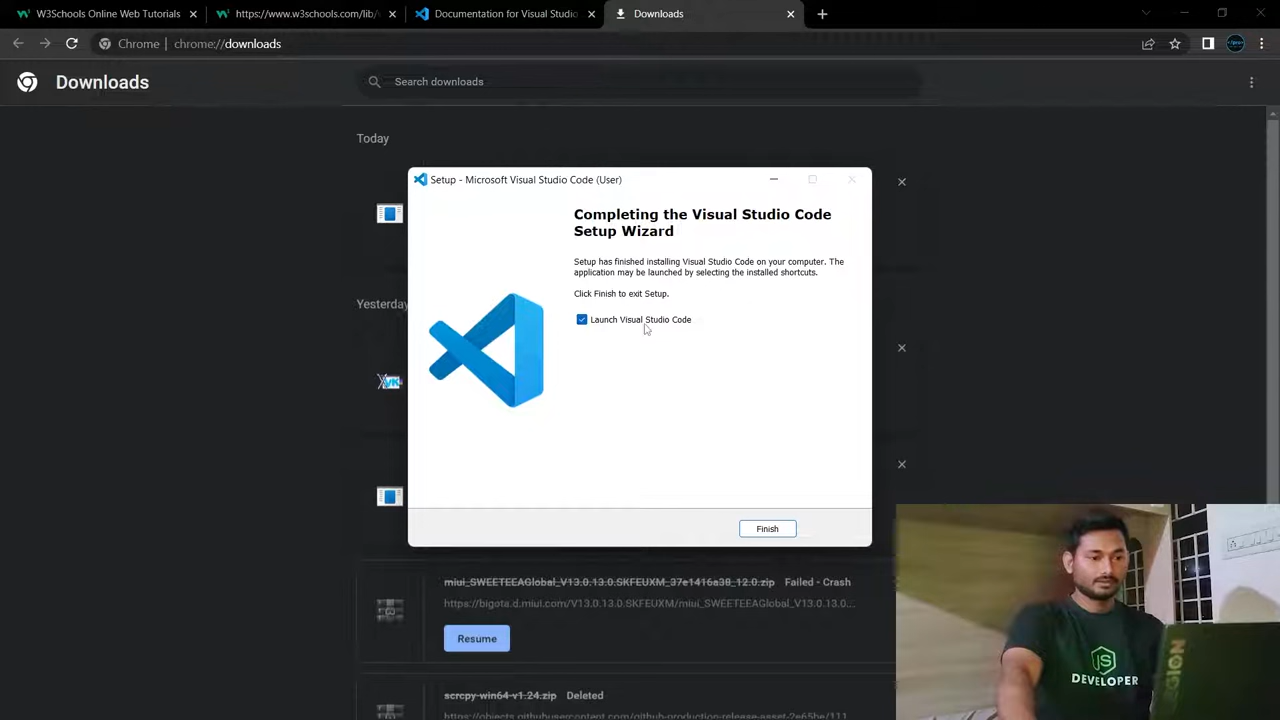 W3Schools Online Web Tutorials
https://www.w3schools.com/lib/
Documentation for Visual Studio
Downloads
Chrome
chrome://downloads
Downloads
Search downloads
Today
Setup - Microsoft Visual Studio Code (User)
Completing the Visual Studio Code
Setup Wizard
Setup has finished installing Visual Studio Code on your computer. The
application may be launched by selecting the installed shortcuts.
Click Finish to exit Setup.
Yesterday
Launch Visual Studio Code
Finish
miui_SWEETEEAGlobal_V13.0.13.0.SKFEUXM_37e1416a38_12.0.zip Failed - Crash
https://bigota.d.miui.com/V13.0.13.0.SKFEUXM/miui_SWEETEEAGlobal_V13.0.13.0...
Resume
scrcpy-win64-v1.24.zip Deleted
JS
DEVELOPER